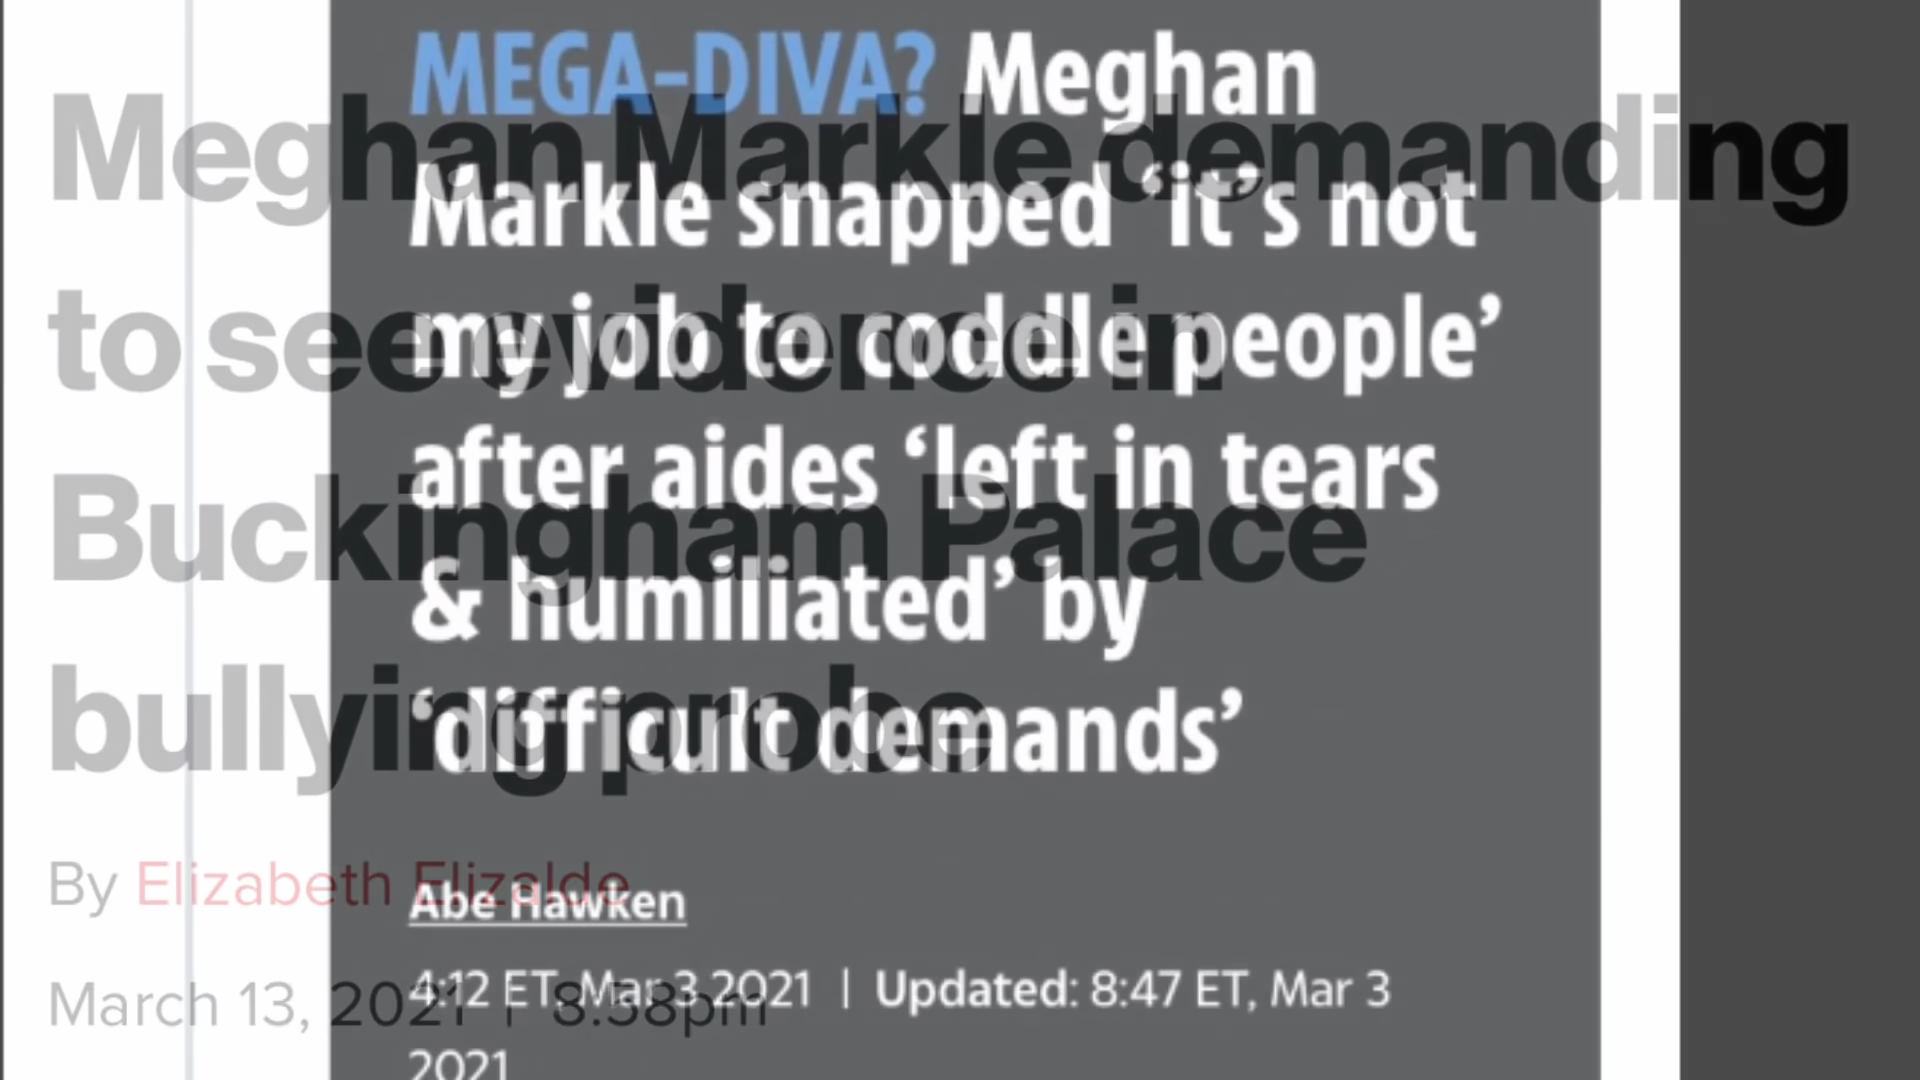 MEGA-DIVA? Meghan
Markle snapped ‘it’s not
my job to coddle people’
after aides ‘left in tears
& humiliated’ by
‘difficult demands’
Abe Hawken
4:12 ET, Mar 3 2021 | Updated: 8:47 ET, Mar 3
2021
Meghan Markle demanding
to see evidence in
Buckingham Palace
bullying probe
By Elizabeth Elizalde
March 13, 2021 | 8:58pm